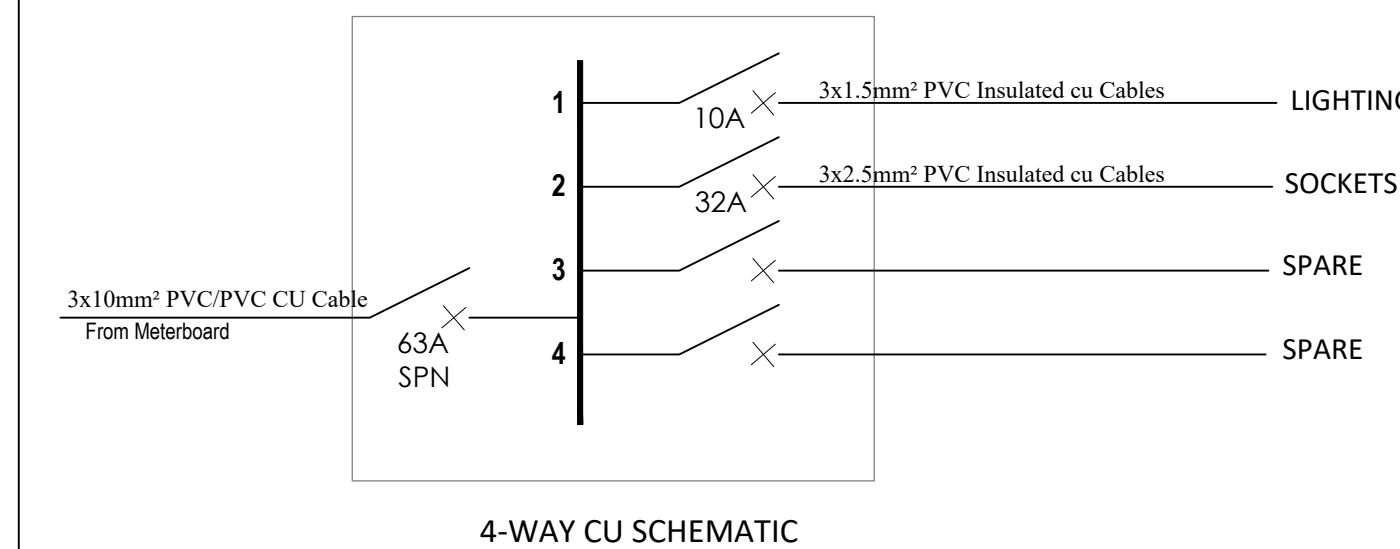 1
10A
3x1.5mm² PVC Insulated cu Cables
LIGHTING
2
32A
3x2.5mm² PVC Insulated cu Cables
SOCKETS
3
SPARE
3x10mm² PVC/PVC CU Cable
From Meterboard
63A
SPN
4
SPARE
4-WAY CU SCHEMATIC